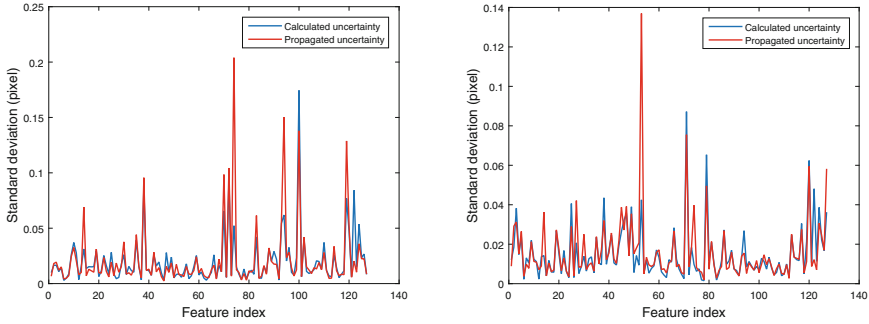 Standard deviation (pixel)
0.25
0.2
0.15
0.1
0.05
0
0 20 40 60 80 100 120 140
Feature index
Calculated uncertainty
Propagated uncertainty
Standard deviation (pixel)
0.14
0.12
0.1
0.08
0.06
0.04
0.02
0
0 20 40 60 80 100 120 140
Feature index
Calculated uncertainty
Propagated uncertainty